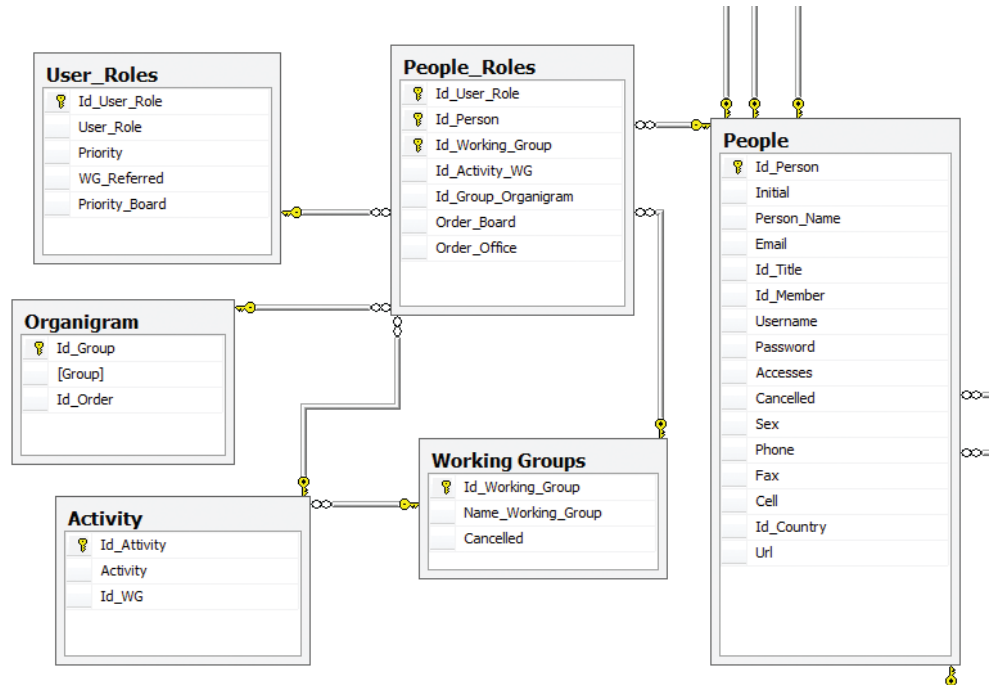 User_Roles
Id_User_Role
User_Role
Priority
WG_Referred
Priority_Board
People_Roles
Id_User_Role
Id_Person
Id_Working_Group
Id_Activity_WG
Id_Group_Organigram
Order_Board
Order_Office
People
Id_Person
Initial
Person_Name
Email
Id_Title
Id_Member
Username
Password
Accesses
Cancelled
Sex
Phone
Fax
Cell
Id_Country
Url
Organigram
Id_Group
[Group]
Id_Order
Working Groups
Id_Working_Group
Name_Working_Group
Cancelled
Activity
Id_Attivity
Activity
Id_WG